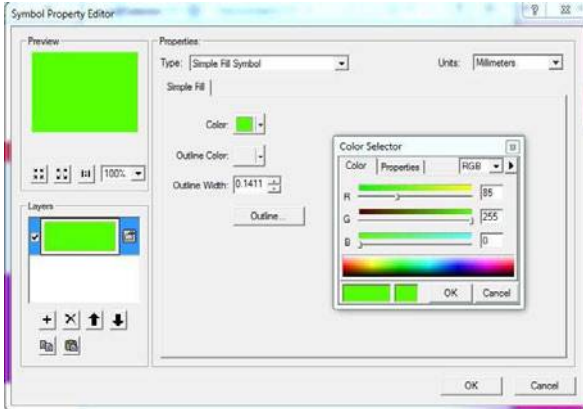 Symbol Property Editor
Preview
100%
Layers
Properties:
Type: Simple Fill Symbol
Units: Millimeters
Simple Fill
Color:
Outline Color:
Outline Width: 0.1411
Outline...
Color Selector
Color Properties RGB
R 85
G 255
B 0
OK Cancel
OK Cancel